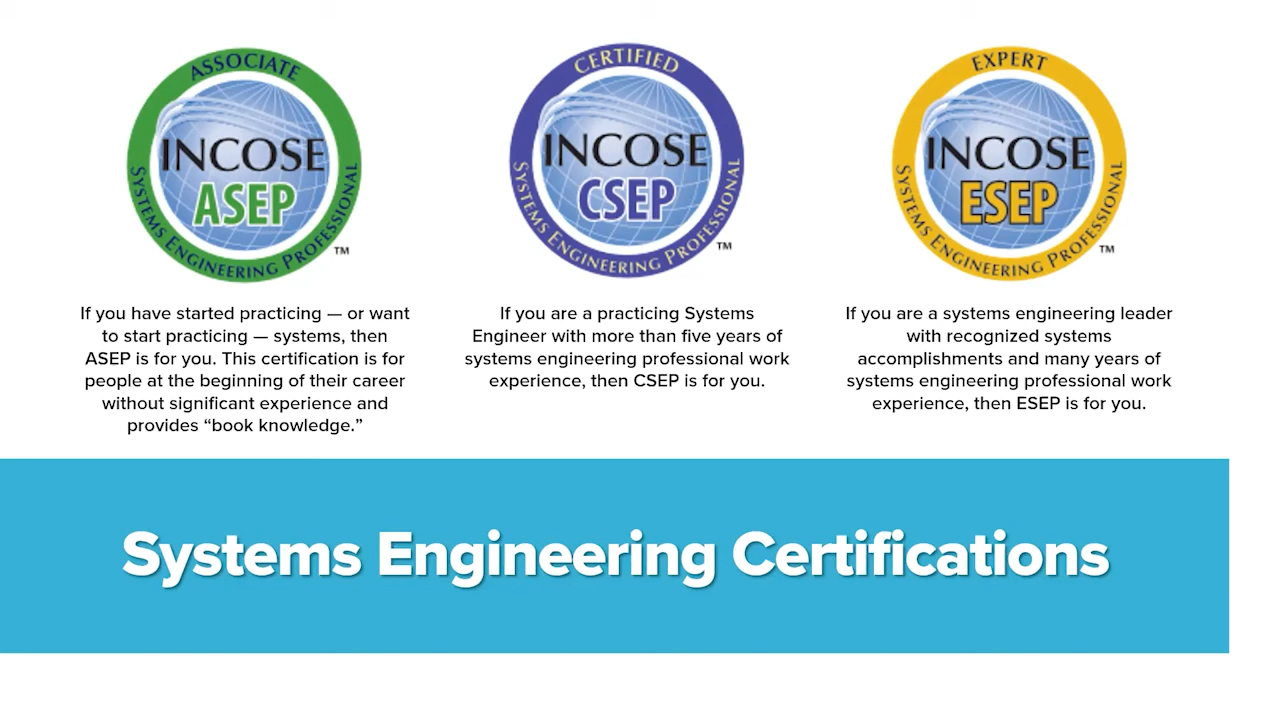 ASSOCIATE
INCOSE
ASEP
SYSTEMS ENGINEERING PROFESSIONAL
TM
If you have started practicing — or want
to start practicing — systems, then
ASEP is for you. This certification is for
people at the beginning of their career
without significant experience and
provides “book knowledge.”
CERTIFIED
INCOSE
CSEP
SYSTEMS ENGINEERING PROFESSIONAL
TM
If you are a practicing Systems
Engineer with more than five years of
systems engineering professional work
experience, then CSEP is for you.
EXPERT
INCOSE
ESEP
SYSTEMS ENGINEERING PROFESSIONAL
TM
If you are a systems engineering leader
with recognized systems
accomplishments and many years of
systems engineering professional work
experience, then ESEP is for you.
Systems Engineering Certifications